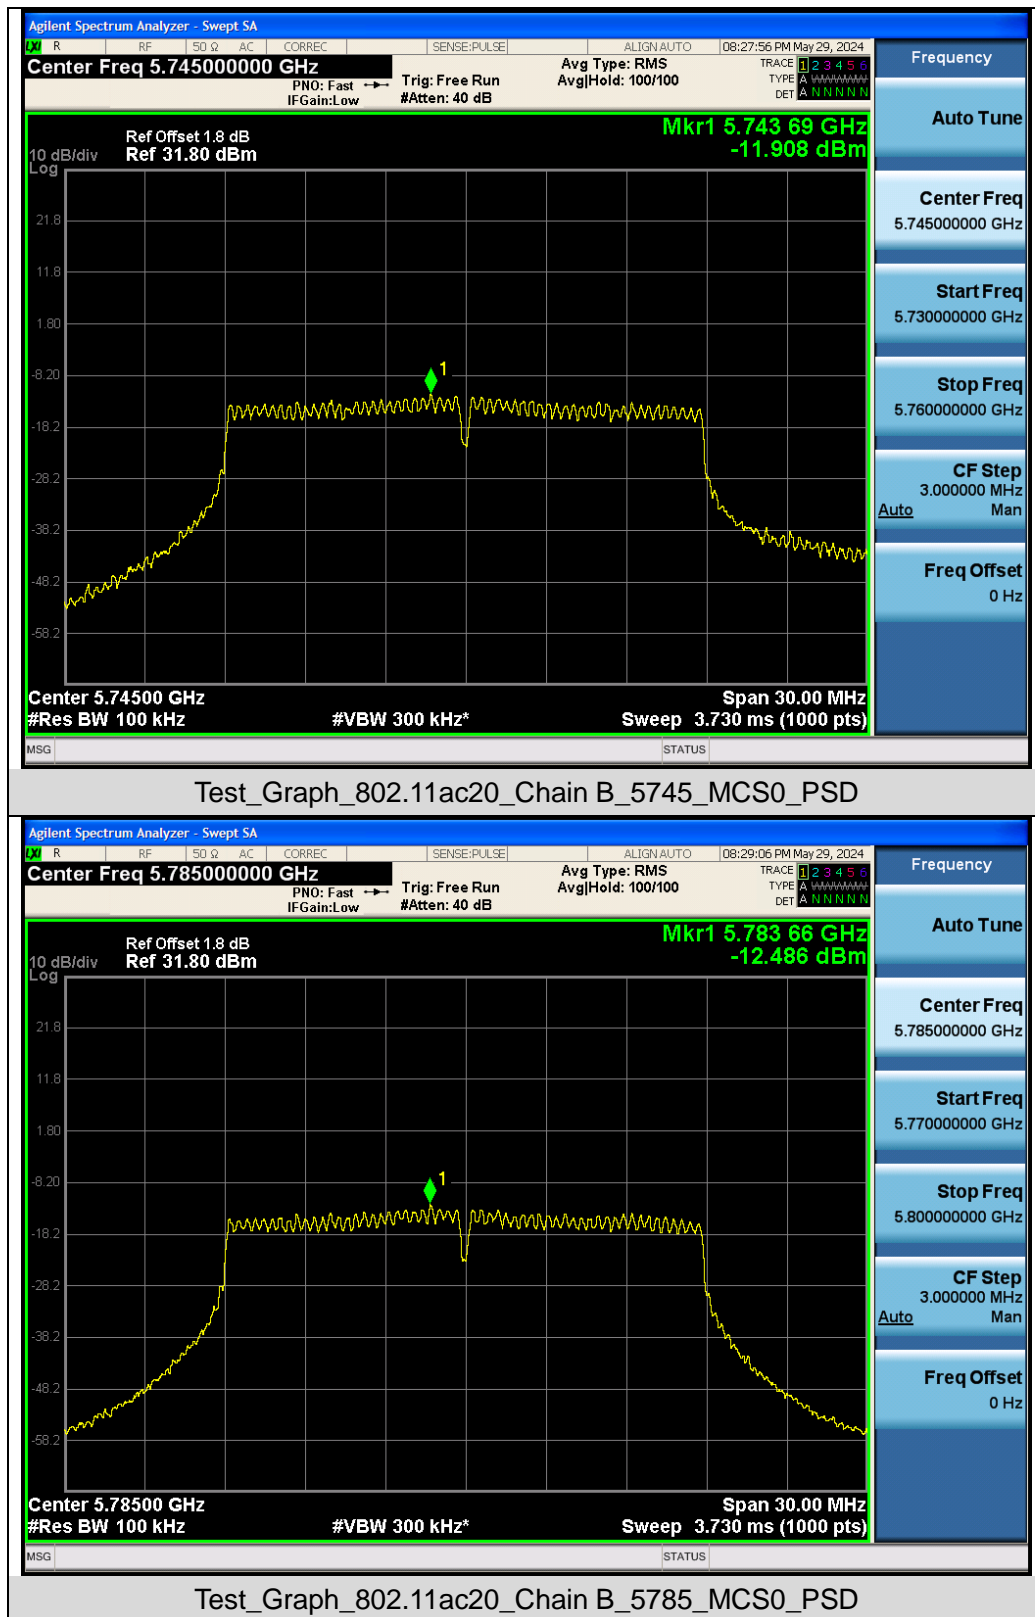 Agilent Spectrum Analyzer - Swept SA
LXI R RF 50 Ω AC CORREC SENSE:PULSE ALIGN AUTO 08:27:56 PM May 29, 2024
Center Freq 5.745000000 GHz
PNO: Fast
IFGain:Low
Trig: Free Run
#Atten: 40 dB
Avg Type: RMS
Avg|Hold: 100/100
TRACE 1 2 3 4 5 6
TYPE A WWWWW
DET A N N N N N
Mkr1 5.743 69 GHz
-11.908 dBm
Ref Offset 1.8 dB
10 dB/div Ref 31.80 dBm
Log
21.8
11.8
1.80
-8.20
-18.2
-28.2
-38.2
-48.2
-58.2
1
Center 5.74500 GHz Span 30.00 MHz
#Res BW 100 kHz #VBW 300 kHz* Sweep 3.730 ms (1000 pts)
MSG STATUS
Frequency
Auto Tune
Center Freq
5.745000000 GHz
Start Freq
5.730000000 GHz
Stop Freq
5.760000000 GHz
CF Step
3.000000 MHz
Auto Man
Freq Offset
0 Hz
Test_Graph_802.11ac20_Chain B_5745_MCS0_PSD
Agilent Spectrum Analyzer - Swept SA
LXI R RF 50 Ω AC CORREC SENSE:PULSE ALIGN AUTO 08:29:06 PM May 29, 2024
Center Freq 5.785000000 GHz
PNO: Fast
IFGain:Low
Trig: Free Run
#Atten: 40 dB
Avg Type: RMS
Avg|Hold: 100/100
TRACE 1 2 3 4 5 6
TYPE A WWWWW
DET A N N N N N
Mkr1 5.783 66 GHz
-12.486 dBm
Ref Offset 1.8 dB
10 dB/div Ref 31.80 dBm
Log
21.8
11.8
1.80
-8.20
-18.2
-28.2
-38.2
-48.2
-58.2
1
Center 5.78500 GHz Span 30.00 MHz
#Res BW 100 kHz #VBW 300 kHz* Sweep 3.730 ms (1000 pts)
MSG STATUS
Frequency
Auto Tune
Center Freq
5.785000000 GHz
Start Freq
5.770000000 GHz
Stop Freq
5.800000000 GHz
CF Step
3.000000 MHz
Auto Man
Freq Offset
0 Hz
Test_Graph_802.11ac20_Chain B_5785_MCS0_PSD